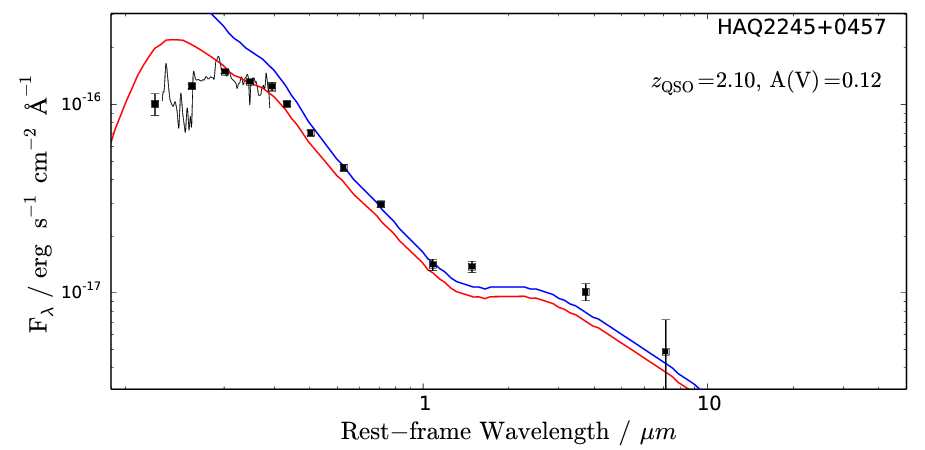 HAQ2245+0457
z_QSO=2.10, A(V)=0.12
10⁻¹⁶
10⁻¹⁷
F_λ / erg s⁻¹ cm⁻² Å⁻¹
1
10
Rest−frame Wavelength / μm